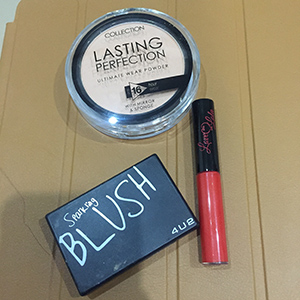 COLLECTION
LASTING
PERFECTION
ULTIMATE WEAR POWDER
16
WITH MIRROR
& SPONGE
Sparkling
BLUSH
4U2